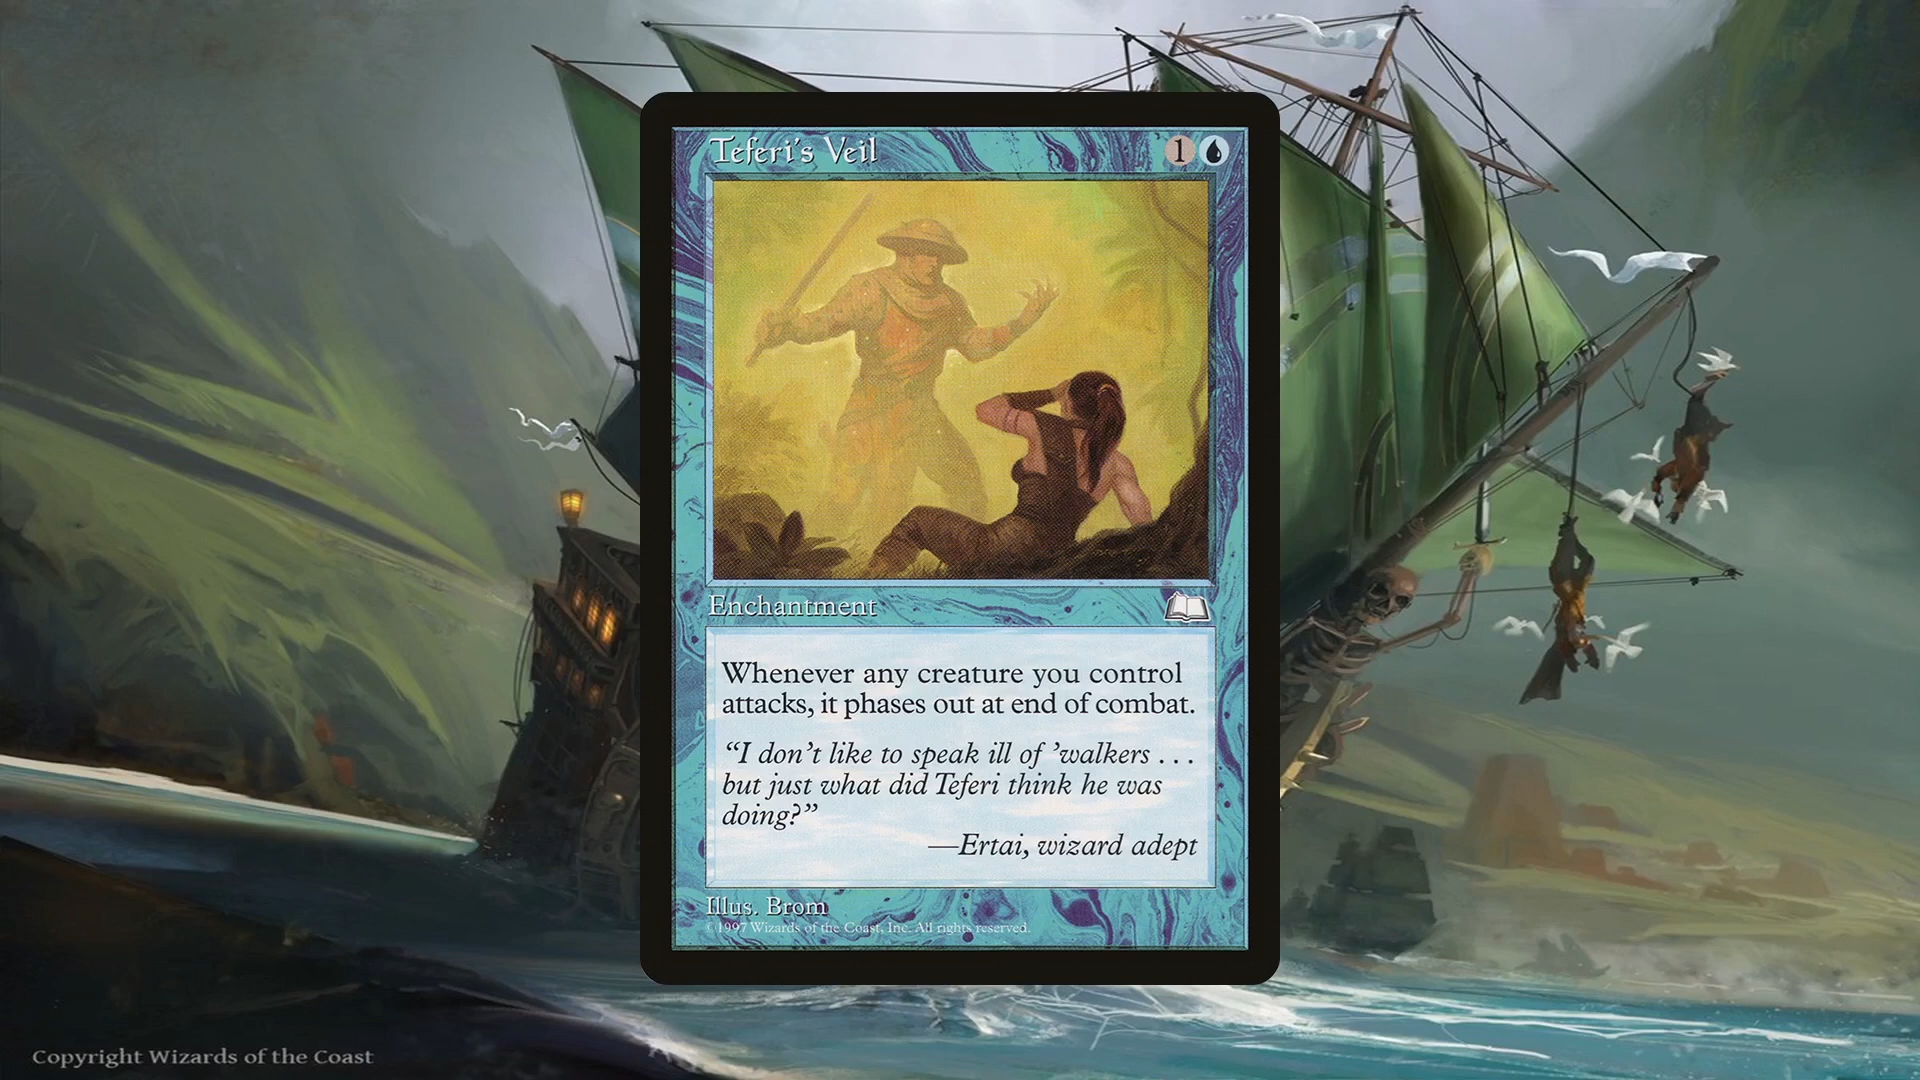 Teferi's Veil
1
Enchantment
Whenever any creature you control
attacks, it phases out at end of combat.
“I don’t like to speak ill of ’walkers . . .
but just what did Teferi think he was
doing?”
—Ertai, wizard adept
Illus. Brom
©1997 Wizards of the Coast, Inc. All rights reserved.
Copyright Wizards of the Coast